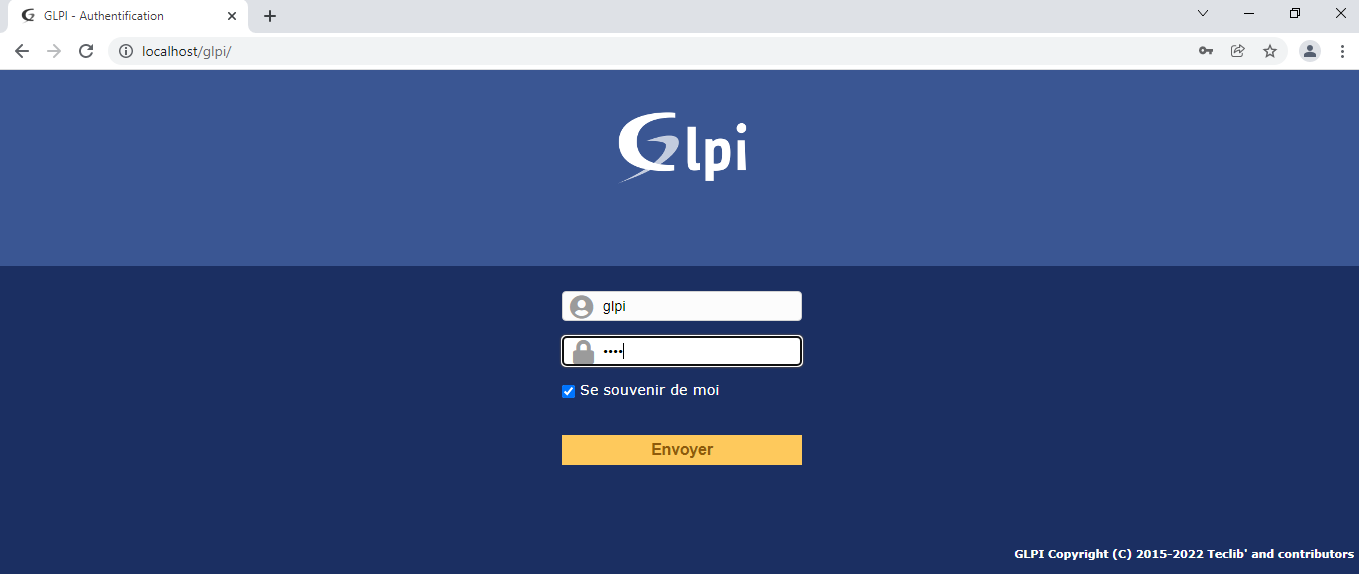 GLPI - Authentification
localhost/glpi/
Glpi
glpi
••••
Se souvenir de moi
Envoyer
GLPI Copyright (C) 2015-2022 Teclib' and contributors